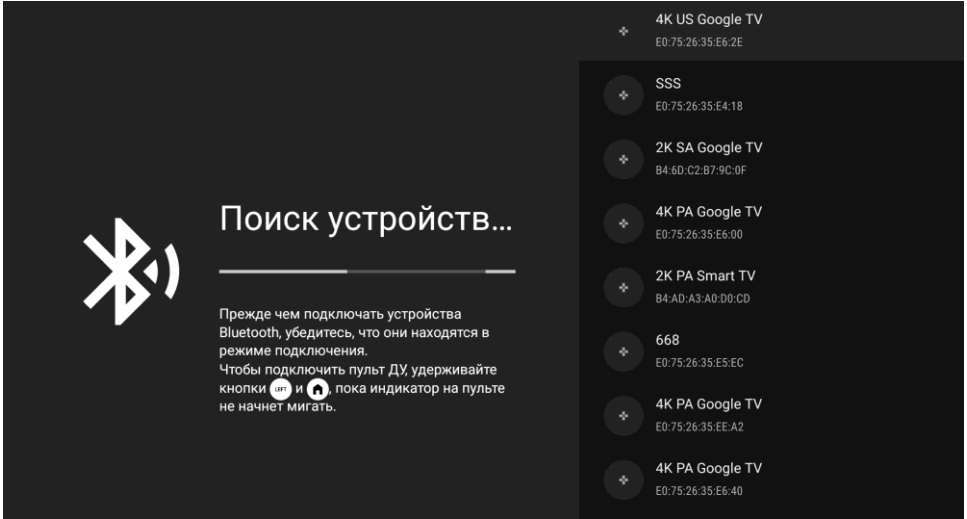 Поиск устройств...
Прежде чем подключать устройства
Bluetooth, убедитесь, что они находятся в
режиме подключения.
Чтобы подключить пульт ДУ, удерживайте
кнопки LEFT и , пока индикатор на пульте
не начнет мигать.
4K US Google TV
E0:75:26:35:E6:2E
SSS
E0:75:26:35:E4:18
2K SA Google TV
B4:6D:C2:B7:9C:0F
4K PA Google TV
E0:75:26:35:E6:00
2K PA Smart TV
B4:AD:A3:A0:D0:CD
668
E0:75:26:35:E5:EC
4K PA Google TV
E0:75:26:35:EE:A2
4K PA Google TV
E0:75:26:35:E6:40